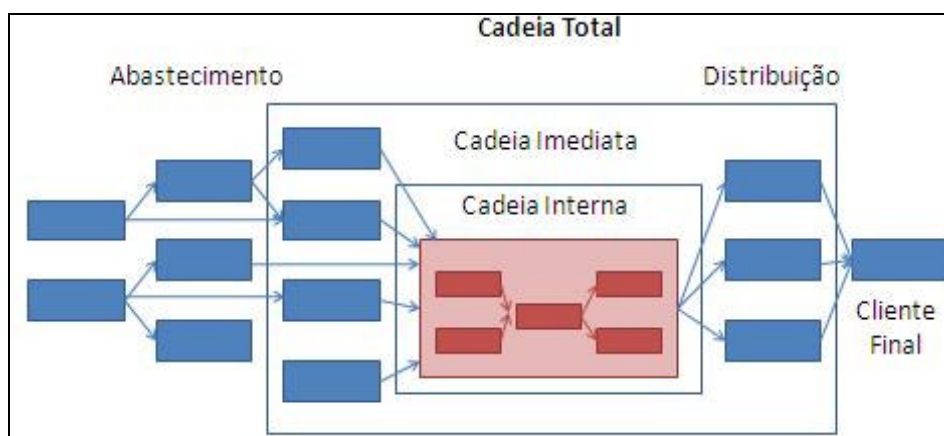 Cadeia Total
Abastecimento
Distribuição
Cadeia Imediata
Cadeia Interna
Cliente
Final